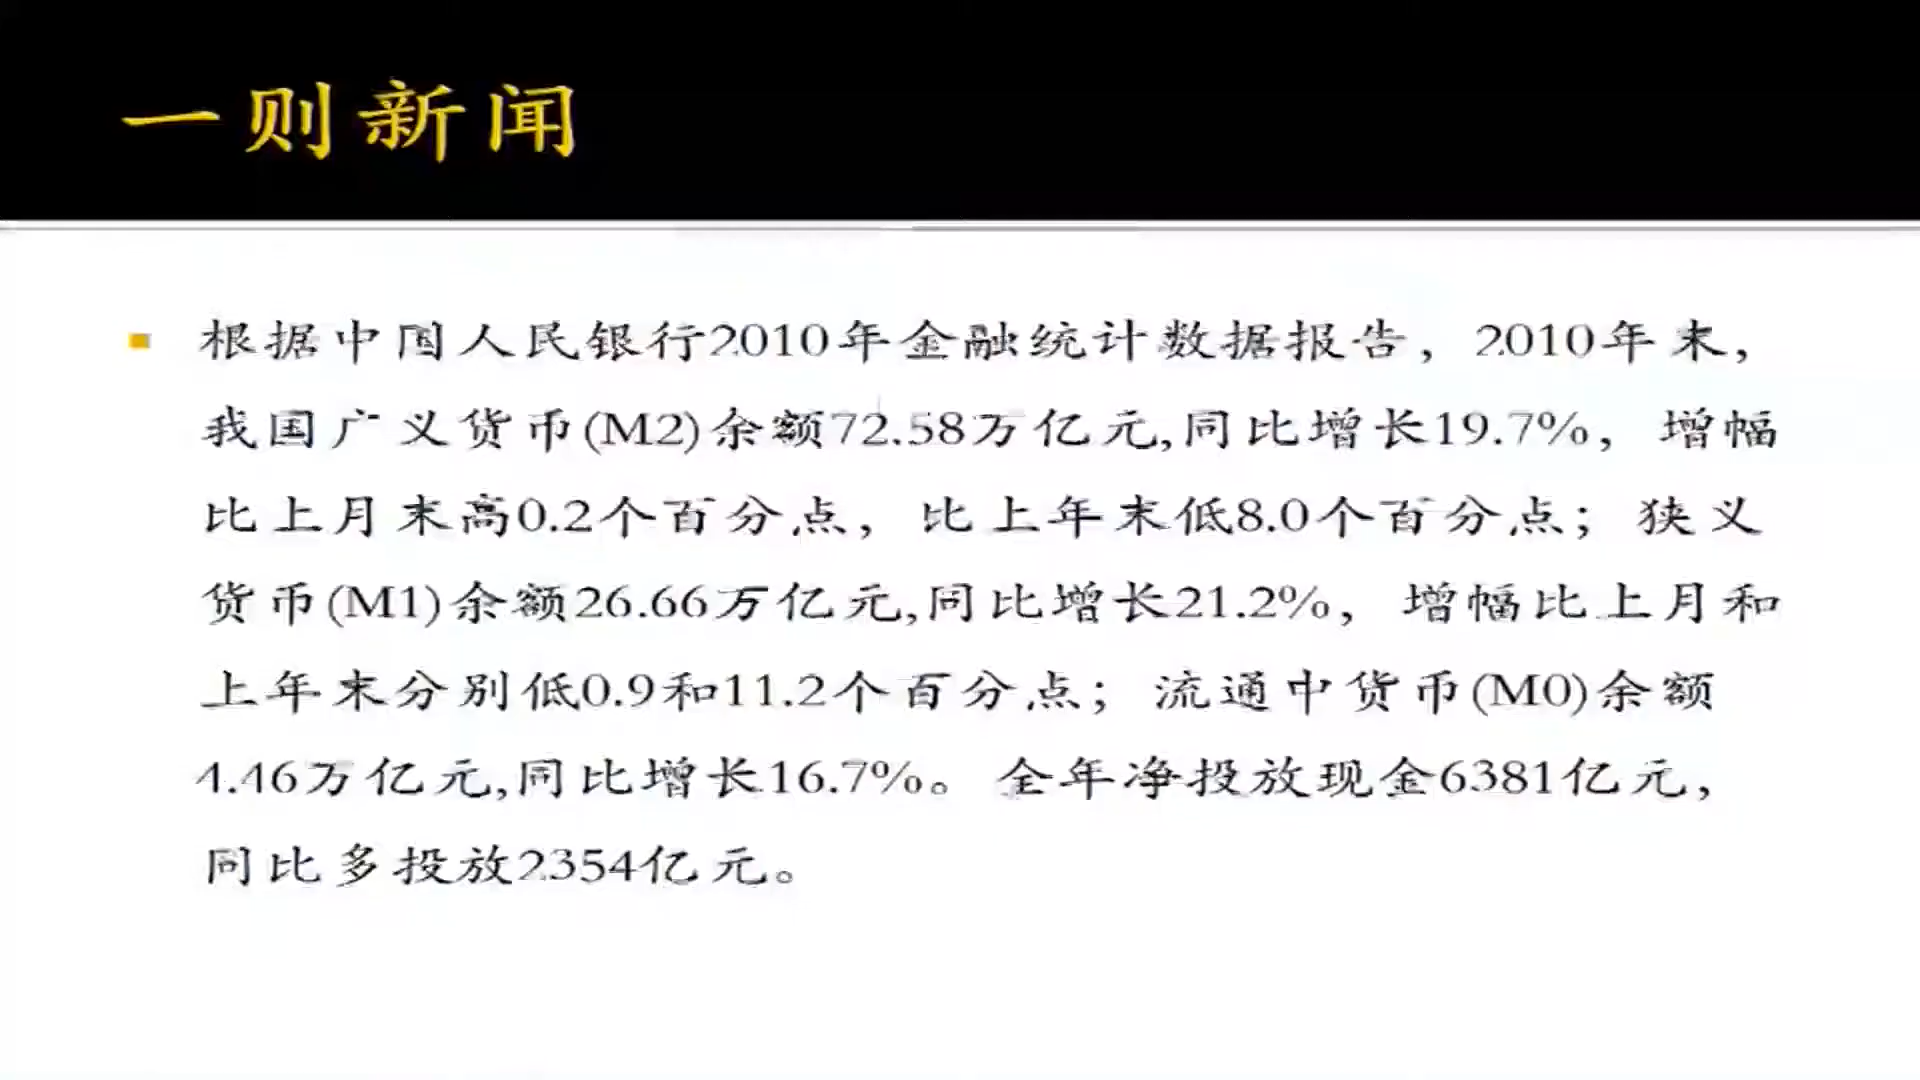 一则新闻
根据中国人民银行2010年金融统计数据报告，2010年末，
我国广义货币(M2)余额72.58万亿元,同比增长19.7%，增幅
比上月末高0.2个百分点，比上年末低8.0个百分点；狭义
货币(M1)余额26.66万亿元,同比增长21.2%，增幅比上月和
上年末分别低0.9和11.2个百分点；流通中货币(M0)余额
4.46万亿元,同比增长16.7%。全年净投放现金6381亿元，
同比多投放2354亿元。